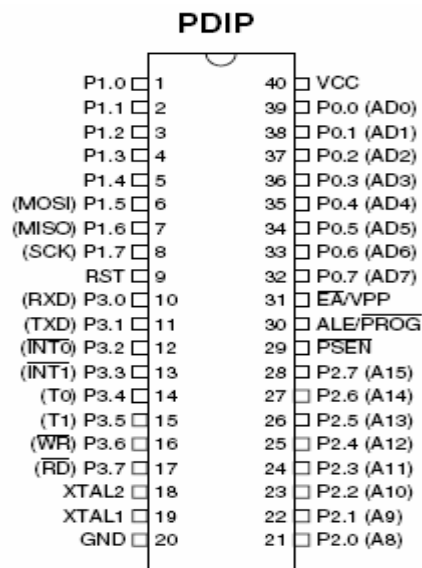 PDIP
P1.0 1 40 VCC
P1.1 2 39 P0.0 (AD0)
P1.2 3 38 P0.1 (AD1)
P1.3 4 37 P0.2 (AD2)
P1.4 5 36 P0.3 (AD3)
(MOSI) P1.5 6 35 P0.4 (AD4)
(MISO) P1.6 7 34 P0.5 (AD5)
(SCK) P1.7 8 33 P0.6 (AD6)
RST 9 32 P0.7 (AD7)
(RXD) P3.0 10 31 E̅A̅/VPP
(TXD) P3.1 11 30 ALE/P̅R̅O̅G̅
(I̅N̅T̅0̅) P3.2 12 29 P̅S̅E̅N̅
(I̅N̅T̅1̅) P3.3 13 28 P2.7 (A15)
(T0) P3.4 14 27 P2.6 (A14)
(T1) P3.5 15 26 P2.5 (A13)
(W̅R̅) P3.6 16 25 P2.4 (A12)
(R̅D̅) P3.7 17 24 P2.3 (A11)
XTAL2 18 23 P2.2 (A10)
XTAL1 19 22 P2.1 (A9)
GND 20 21 P2.0 (A8)